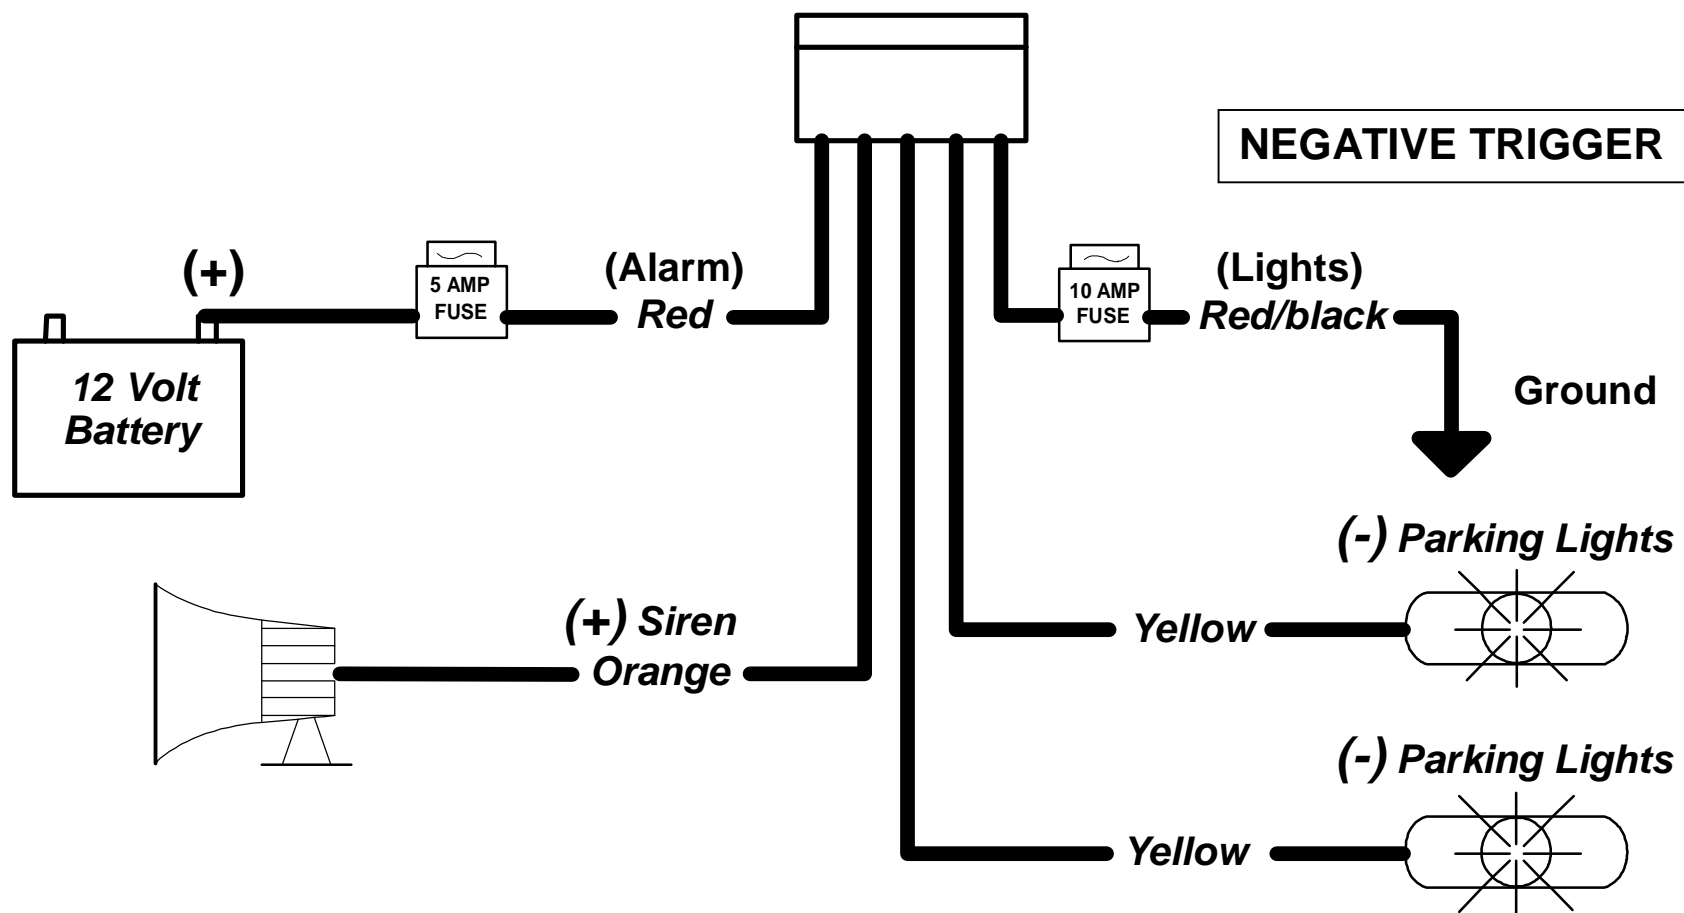 NEGATIVE TRIGGER
(+)
5 AMP
FUSE
(Alarm)
Red
10 AMP
FUSE
(Lights)
Red/black
12 Volt
Battery
Ground
(-) Parking Lights
(+) Siren
Orange
Yellow
(-) Parking Lights
Yellow